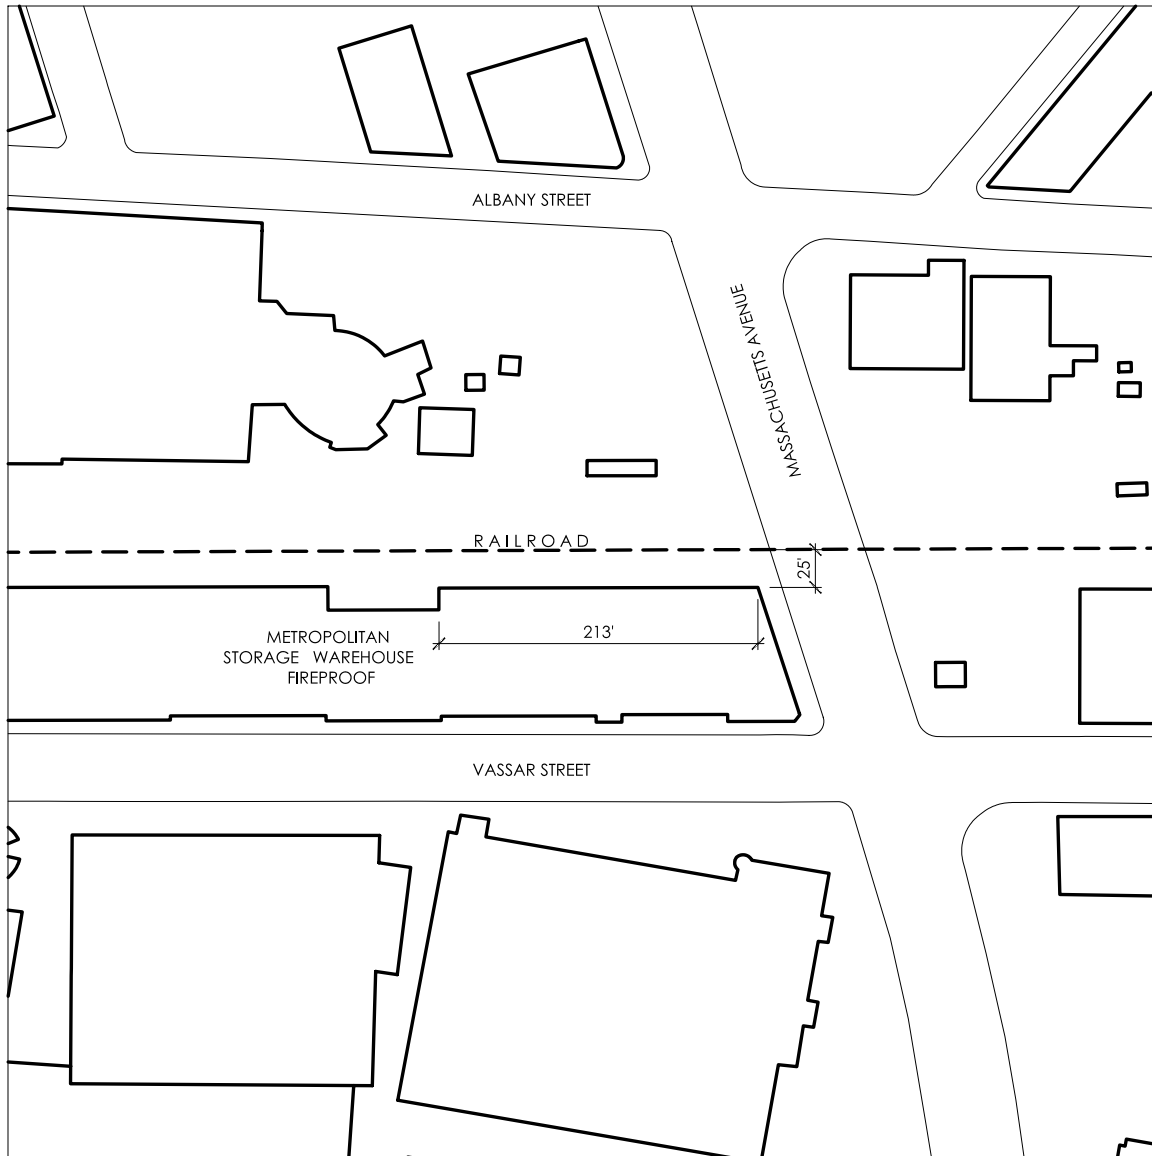 ALBANY STREET
MASSACHUSETTS AVENUE
RAILROAD
25'
213'
METROPOLITAN
STORAGE WAREHOUSE
FIREPROOF
VASSAR STREET